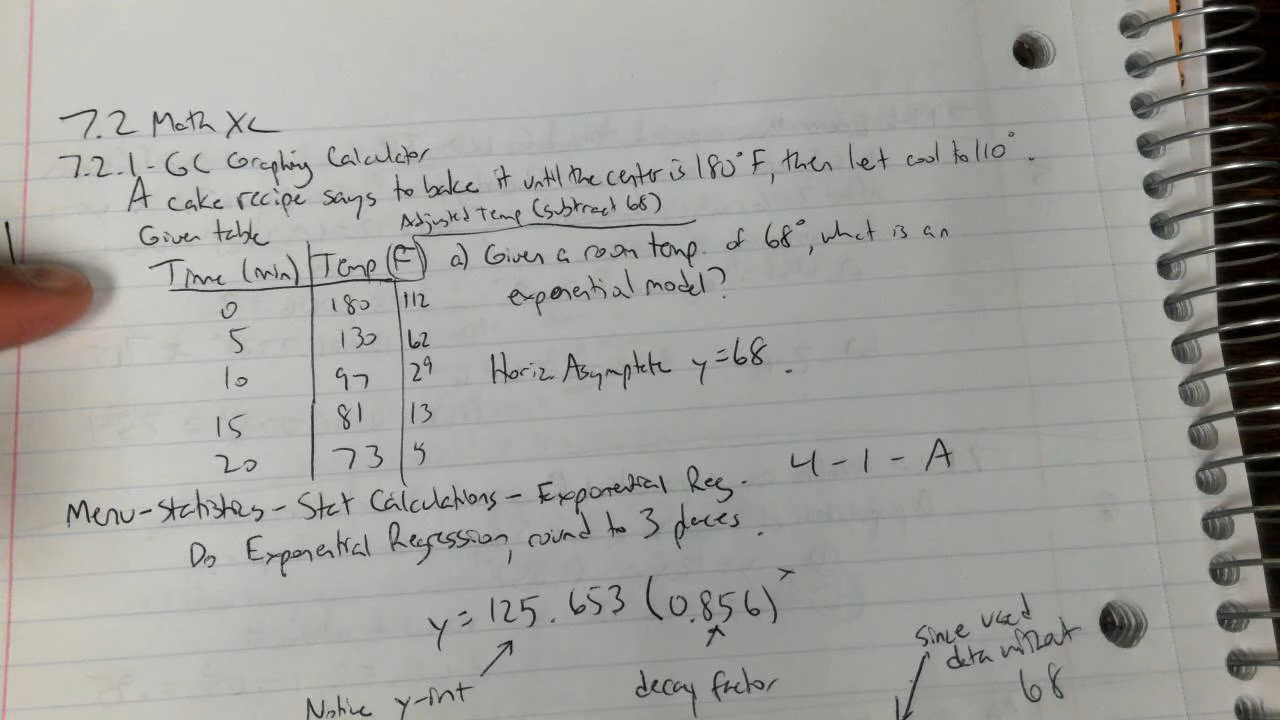 7.2 Math XL
7.2.1-GC Graphing Calculator
A cake recipe says to bake it until the center is 180°F, then let cool to 110°.
Given table
Adjusted Temp (subtract 68)
Time (min) Temp (F)
a) Given a room temp. of 68°, what is an
exponential model?
0 180 112
5 130 62
10 97 29
15 81 13
20 73 5
Horiz Asymptote y=68.
Menu-Statistics-Stat Calculations-Exponential Reg. 4-1-A
Do Exponential Regression, round to 3 places.
y=125.653(0.856)^x
Notice y-int
decay factor
since used
data without
68